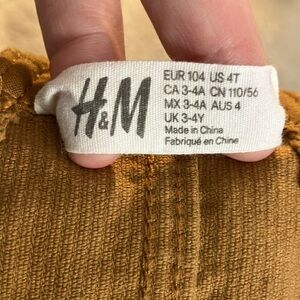 H&M
EUR 104 US 4T
CA 3-4A CN 110/56
MX 3-4A AUS 4
UK 3-4Y
Made in China
Fabriqué en Chine